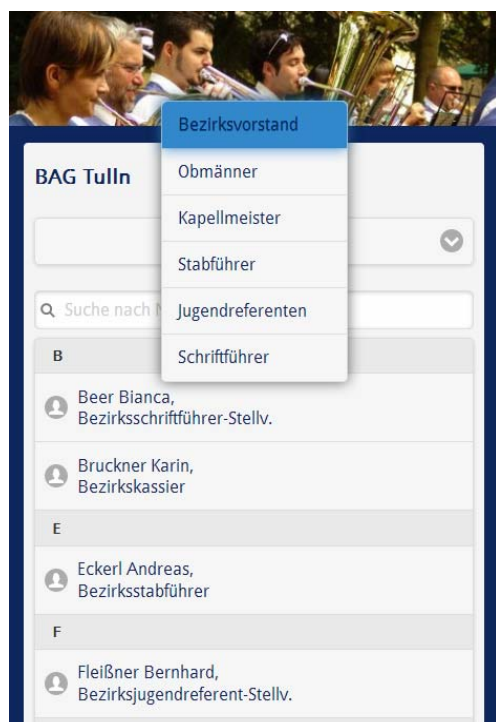 Bezirksvorstand
BAG Tulln
Obmänner
Kapellmeister
Stabführer
Suche nach
Jugendreferenten
Schriftführer
B
Beer Bianca,
Bezirksschriftführer-Stellv.
Bruckner Karin,
Bezirkskassier
E
Eckerl Andreas,
Bezirksstabführer
F
Fleißner Bernhard,
Bezirksjugendreferent-Stellv.